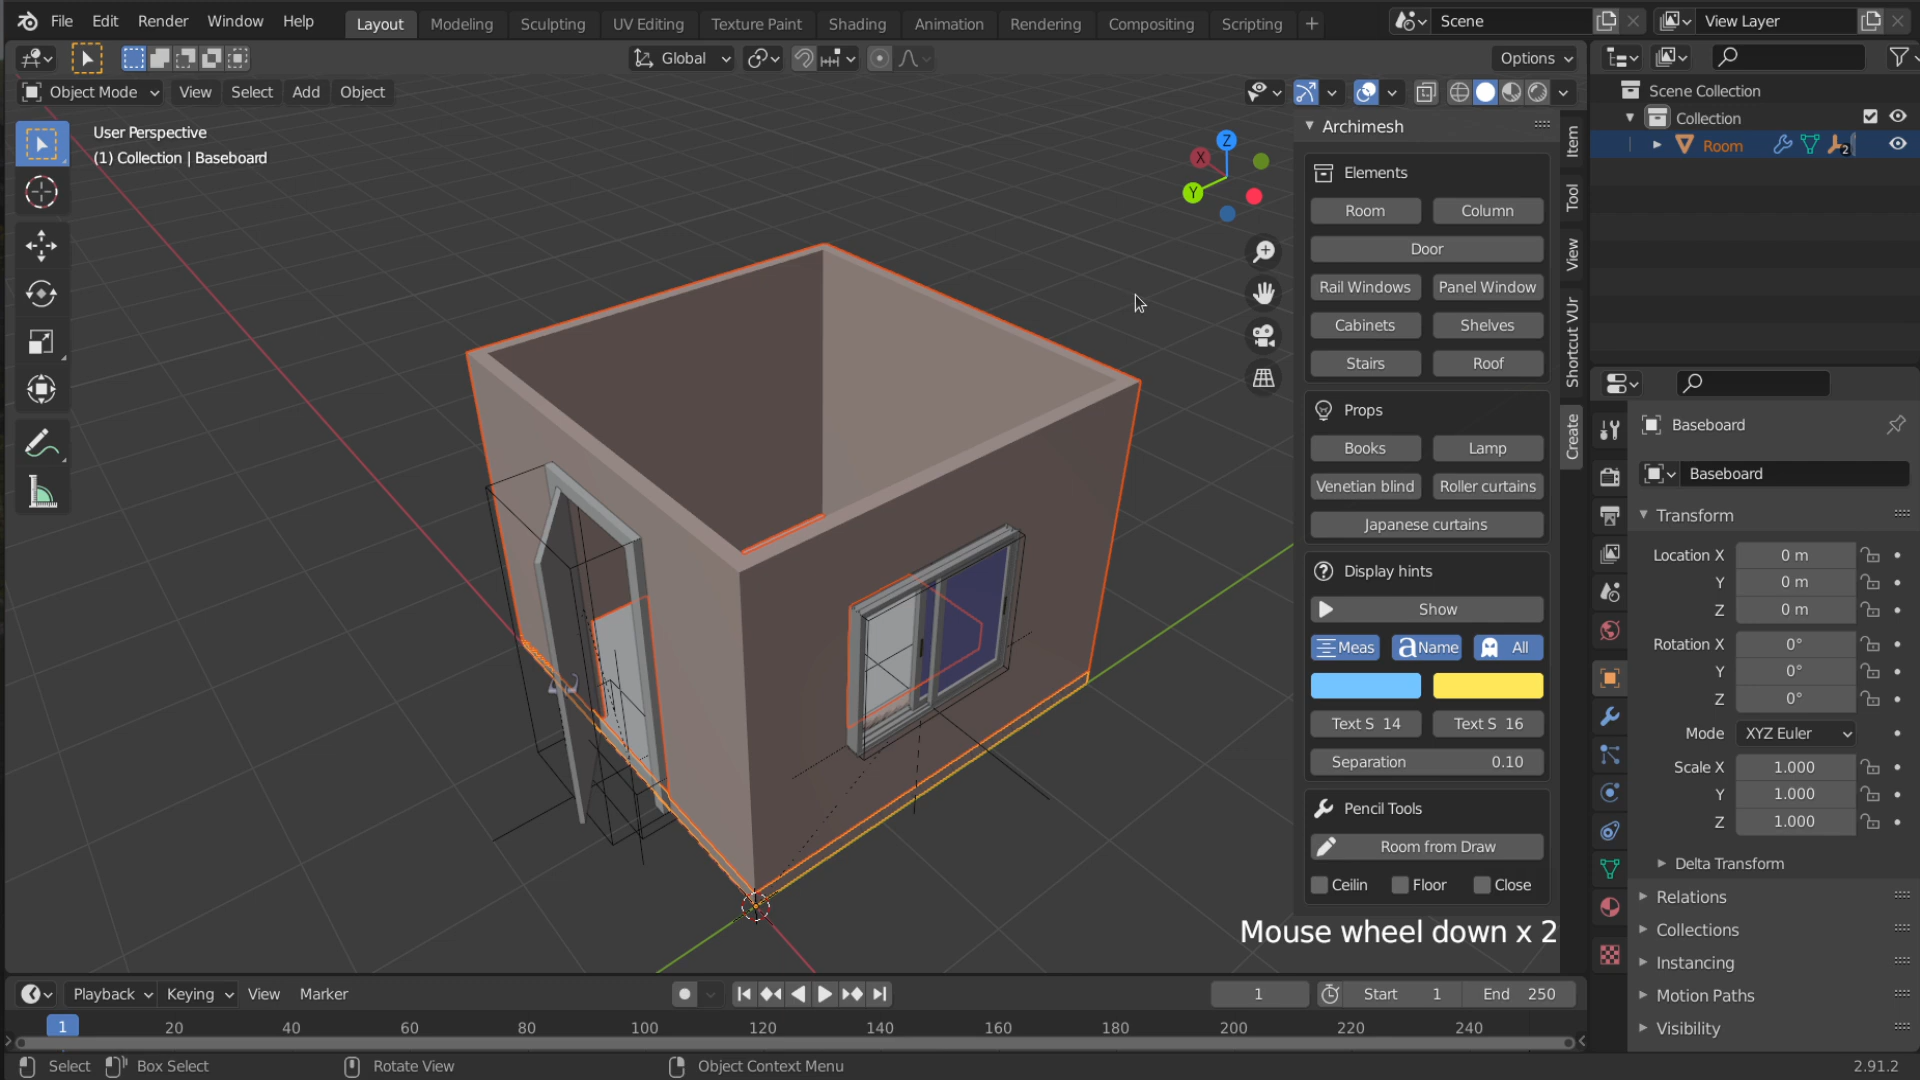 File Edit Render Window Help Layout Modeling Sculpting UV Editing Texture Paint Shading Animation Rendering Compositing Scripting + Scene View Layer
Global Options
Object Mode View Select Add Object
User Perspective
(1) Collection | Baseboard
Z
X
Y
Archimesh
Elements
Room Column
Door
Rail Windows Panel Window
Cabinets Shelves
Stairs Roof
Props
Books Lamp
Venetian blind Roller curtains
Japanese curtains
Display hints
Show
Meas aName All
Text S 14 Text S 16
Separation 0.10
Pencil Tools
Room from Draw
Ceilin Floor Close
Item
Tool
View
Shortcut VUr
Create
Mouse wheel down x 2
Scene Collection
Collection
Room 2
Baseboard
Baseboard
Transform
Location X 0 m
Y 0 m
Z 0 m
Rotation X 0°
Y 0°
Z 0°
Mode XYZ Euler
Scale X 1.000
Y 1.000
Z 1.000
Delta Transform
Relations
Collections
Instancing
Motion Paths
Visibility
Playback Keying View Marker 1 Start 1 End 250
1 20 40 60 80 100 120 140 160 180 200 220 240
Select Box Select Rotate View Object Context Menu 2.91.2